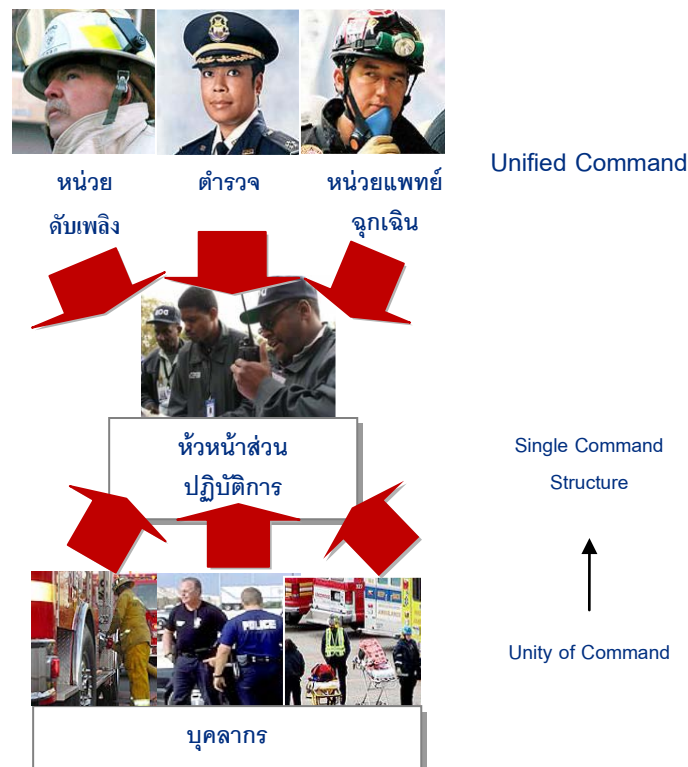 หน่วย
ดับเพลิง
ตำรวจ
หน่วยแพทย์
ฉุกเฉิน
Unified Command
หัวหน้าส่วน
ปฏิบัติการ
Single Command
Structure
POLICE
Unity of Command
บุคลากร